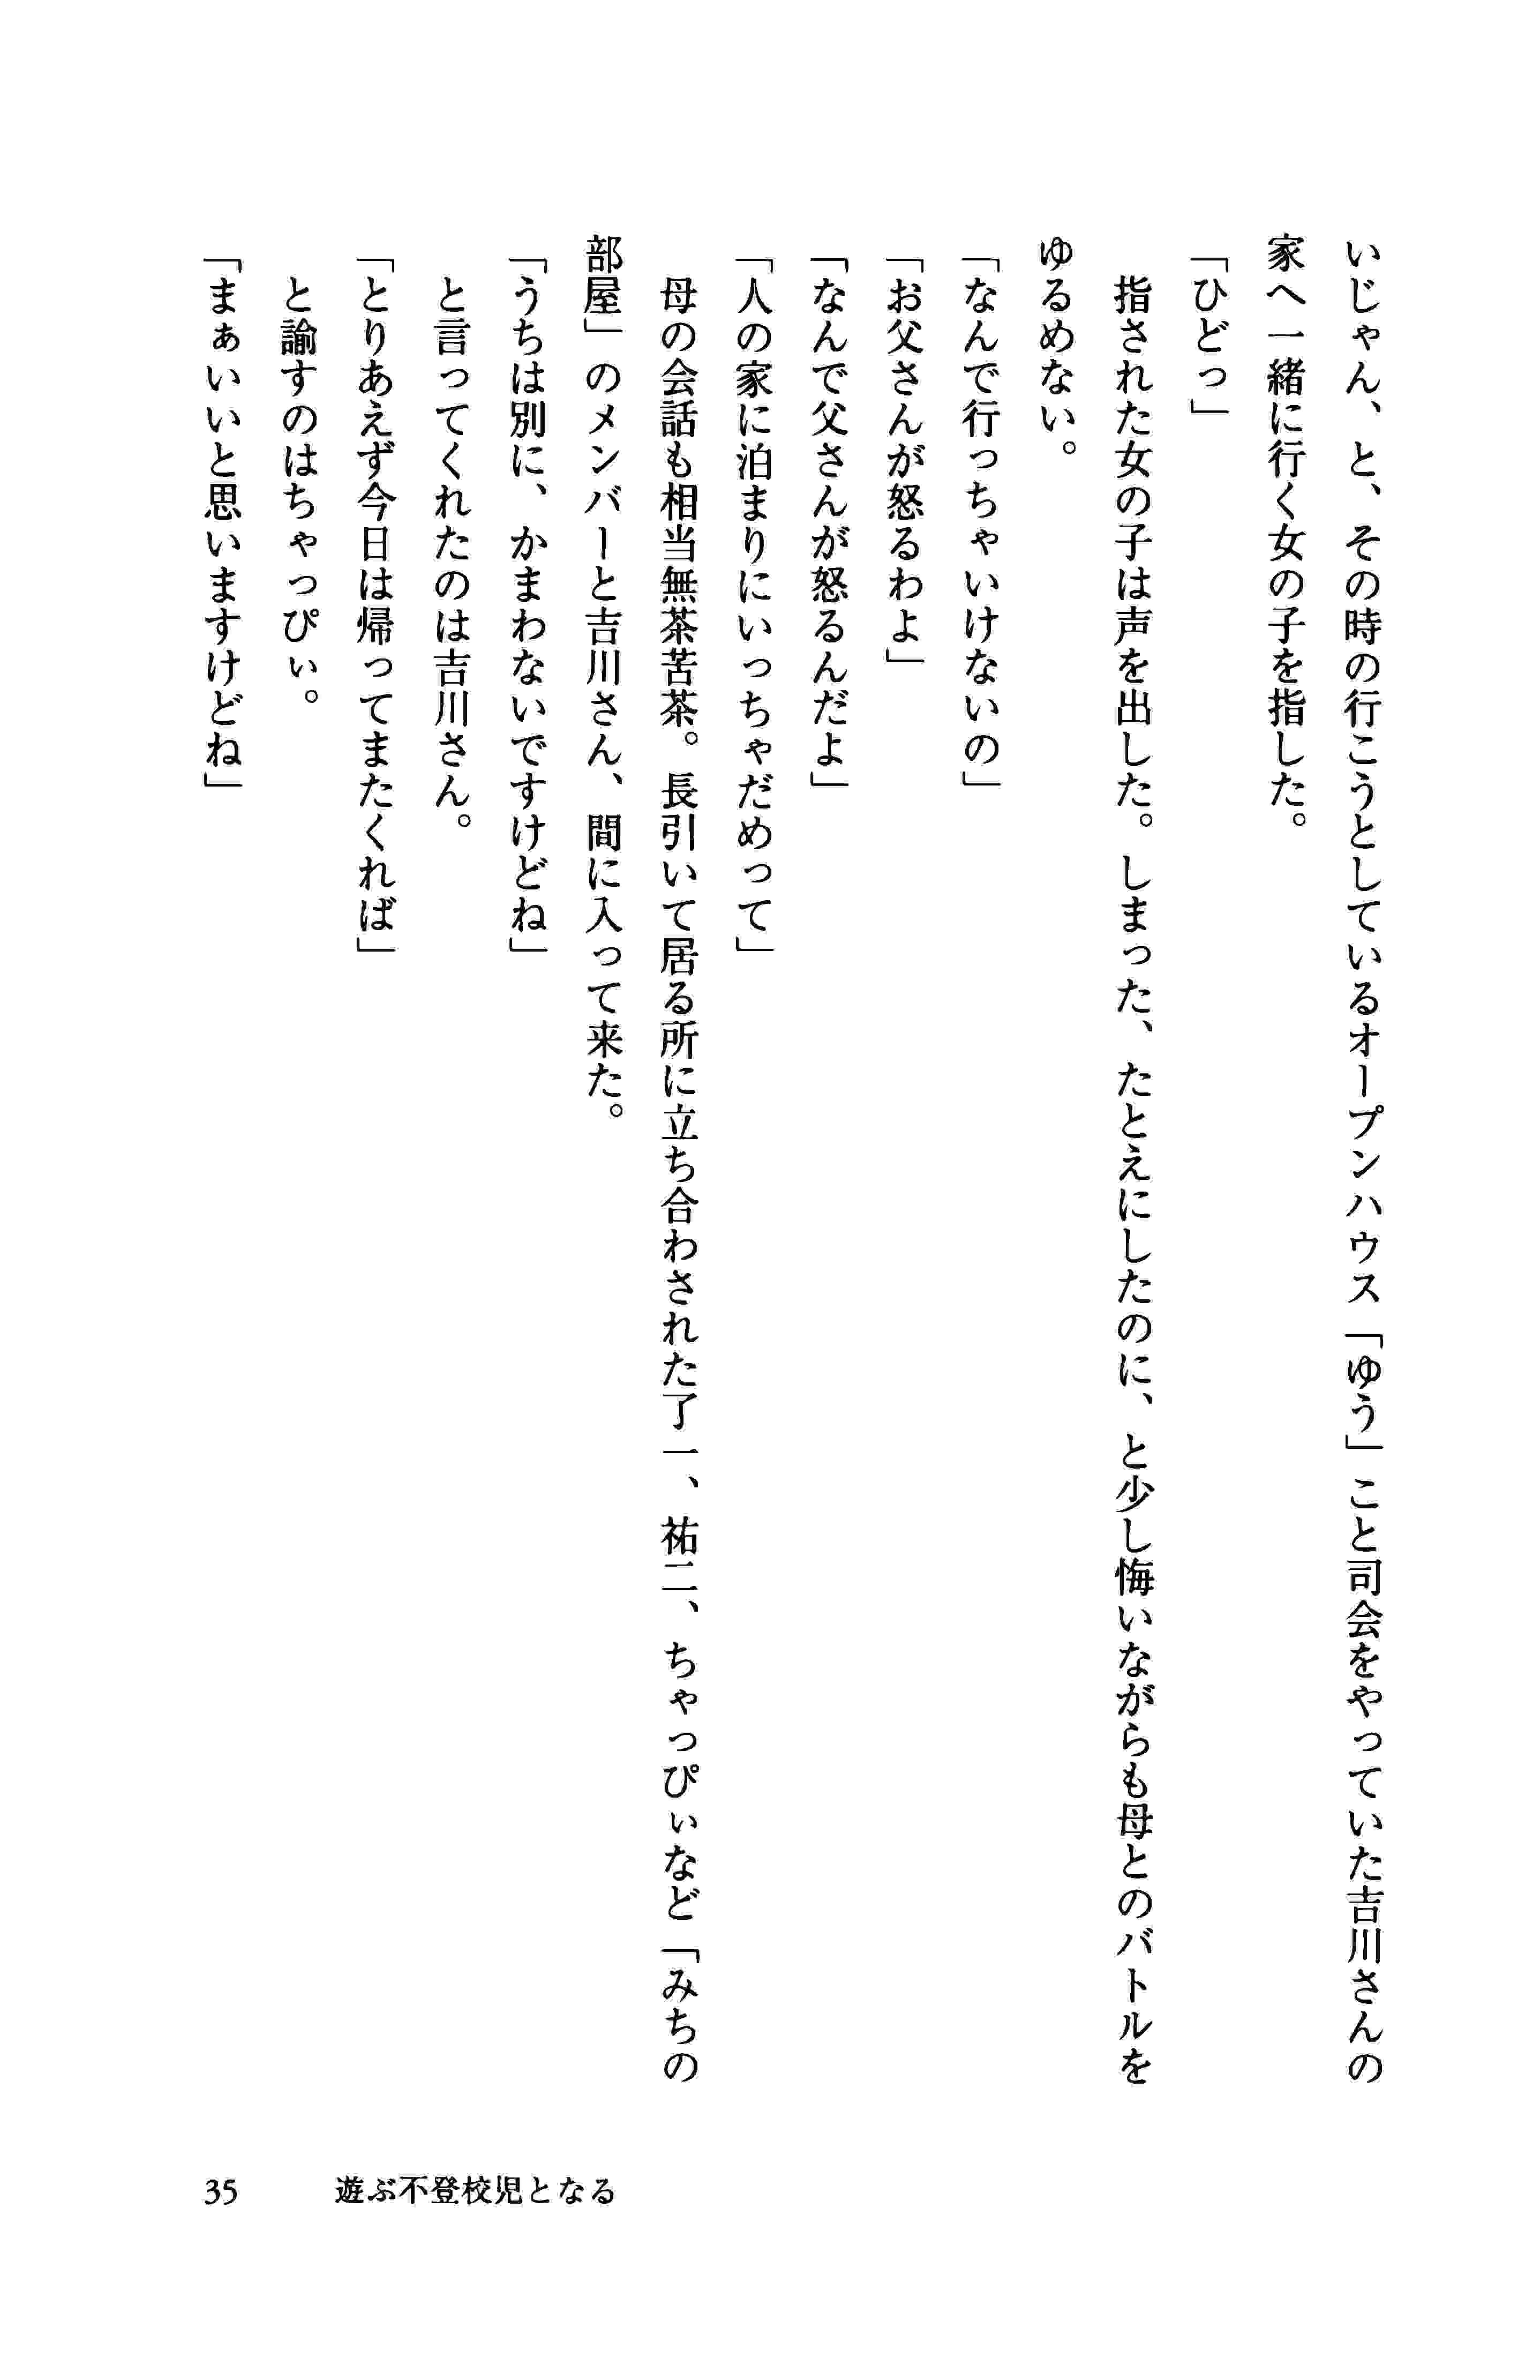 いじゃん、と、その時の行こうとしているオープンハウス「ゆう」こと司会をやっていた吉川さんの
家へ一緒に行く女の子を指した。
「ひどっ」
　指された女の子は声を出した。しまった、たとえにしたのに、と少し悔いながらも母とのバトルを
ゆるめない。
「なんで行っちゃいけないの」
「お父さんが怒るわよ」
「なんで父さんが怒るんだよ」
「人の家に泊まりにいっちゃだめって」
　母の会話も相当無茶苦茶。長引いて居る所に立ち合わされた了一、祐二、ちゃっぴぃなど「みちの
部屋」のメンバーと吉川さん、間に入って来た。
「うちは別に、かまわないですけどね」
　と言ってくれたのは吉川さん。
「とりあえず今日は帰ってまたくれば」
　と諭すのはちゃっぴぃ。
「まぁいいと思いますけどね」
35　遊ぶ不登校児となる